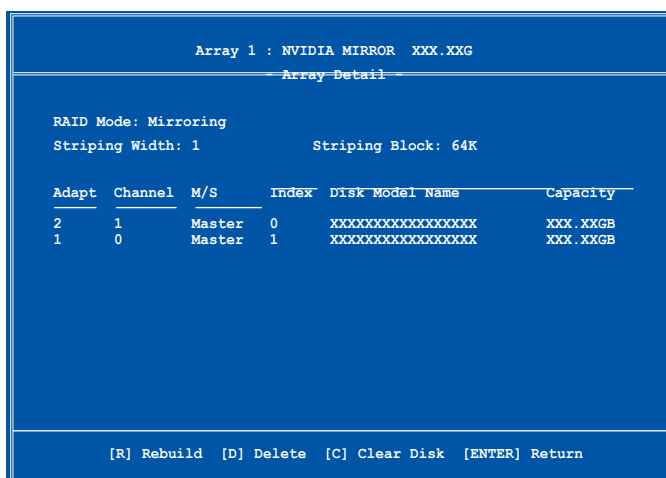 Array 1 : NVIDIA MIRROR XXX.XXG
- Array Detail -
RAID Mode: Mirroring
Striping Width: 1 Striping Block: 64K
Adapt Channel M/S Index Disk Model Name Capacity
2 1 Master 0 XXXXXXXXXXXXXXXXX XXX.XXGB
1 0 Master 1 XXXXXXXXXXXXXXXXX XXX.XXGB
[R] Rebuild [D] Delete [C] Clear Disk [ENTER] Return